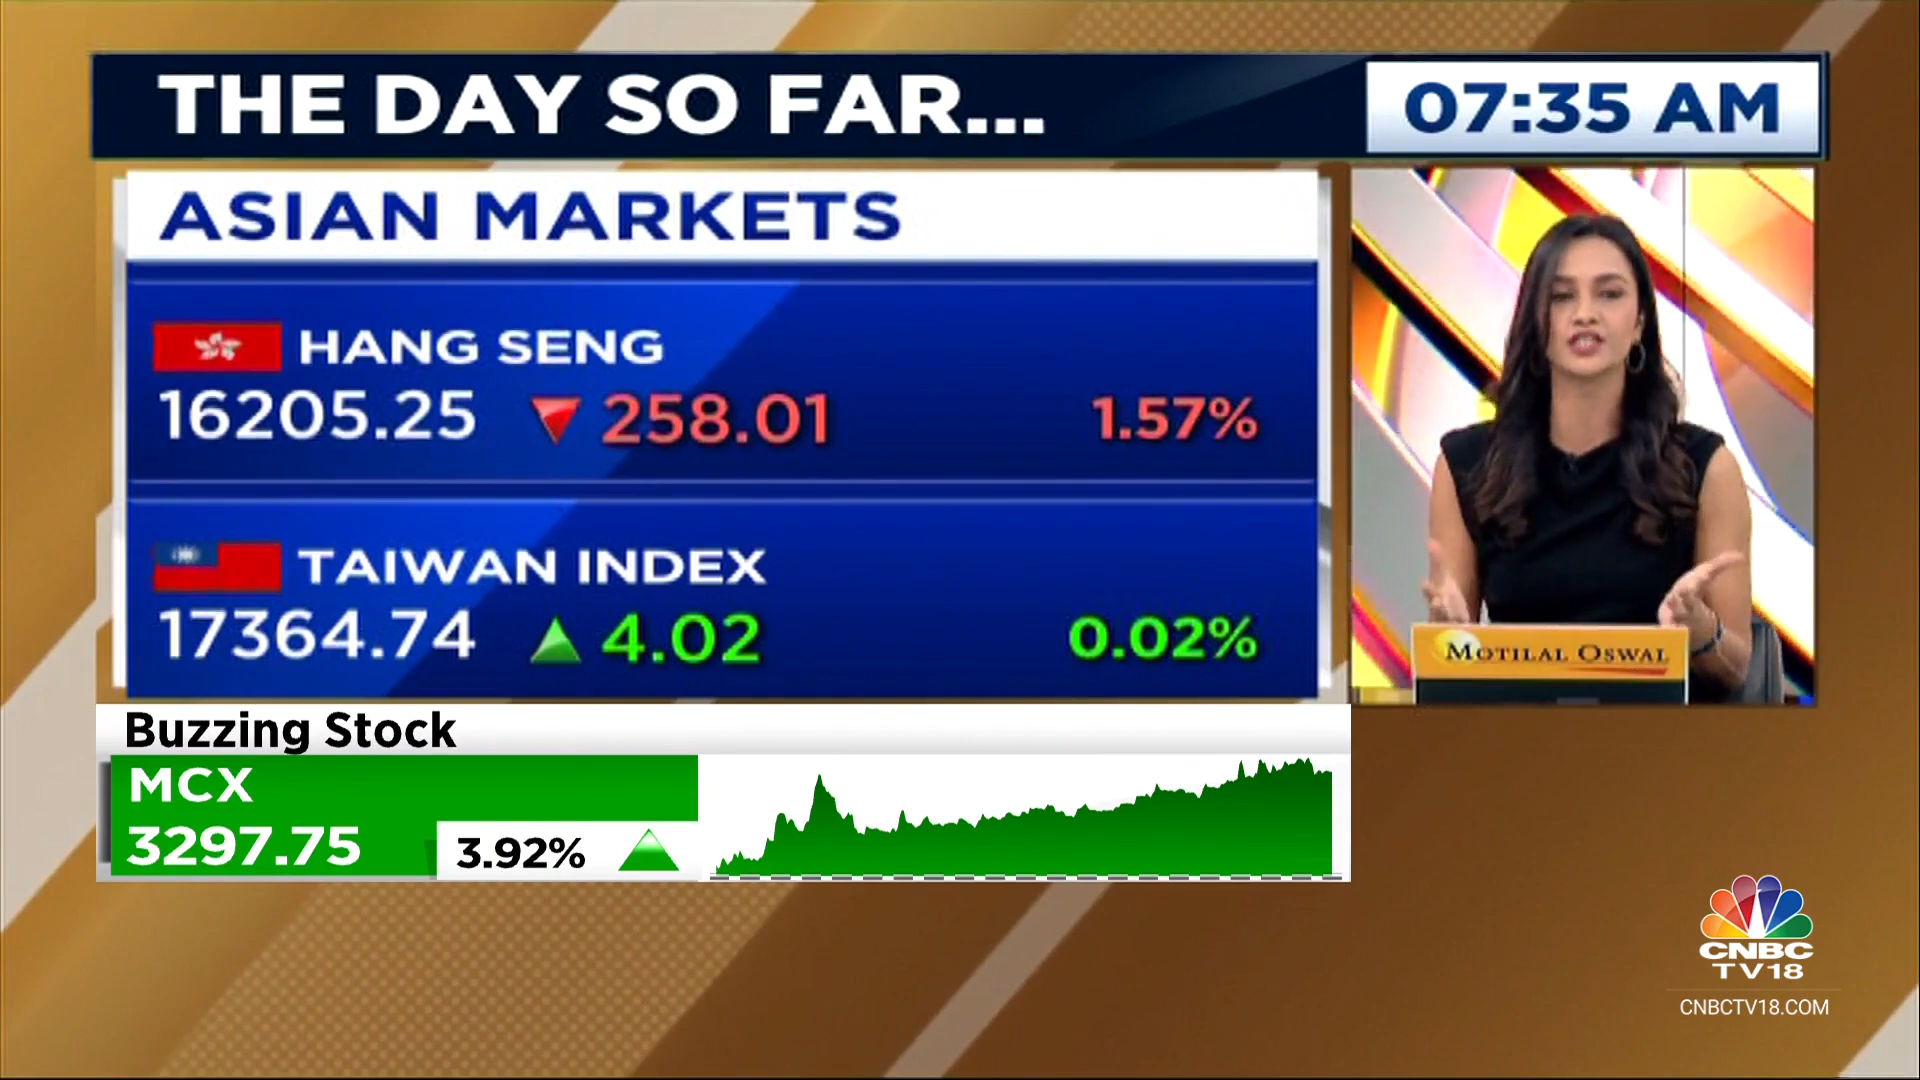 THE DAY SO FAR...
07:35 AM
ASIAN MARKETS
HANG SENG
16205.25 ▼ 258.01 1.57%
TAIWAN INDEX
17364.74 ▲ 4.02 0.02%
MOTILAL OSWAL
Buzzing Stock
MCX
3297.75
3.92% ▲
CNBC
TV18
CNBCTV18.COM